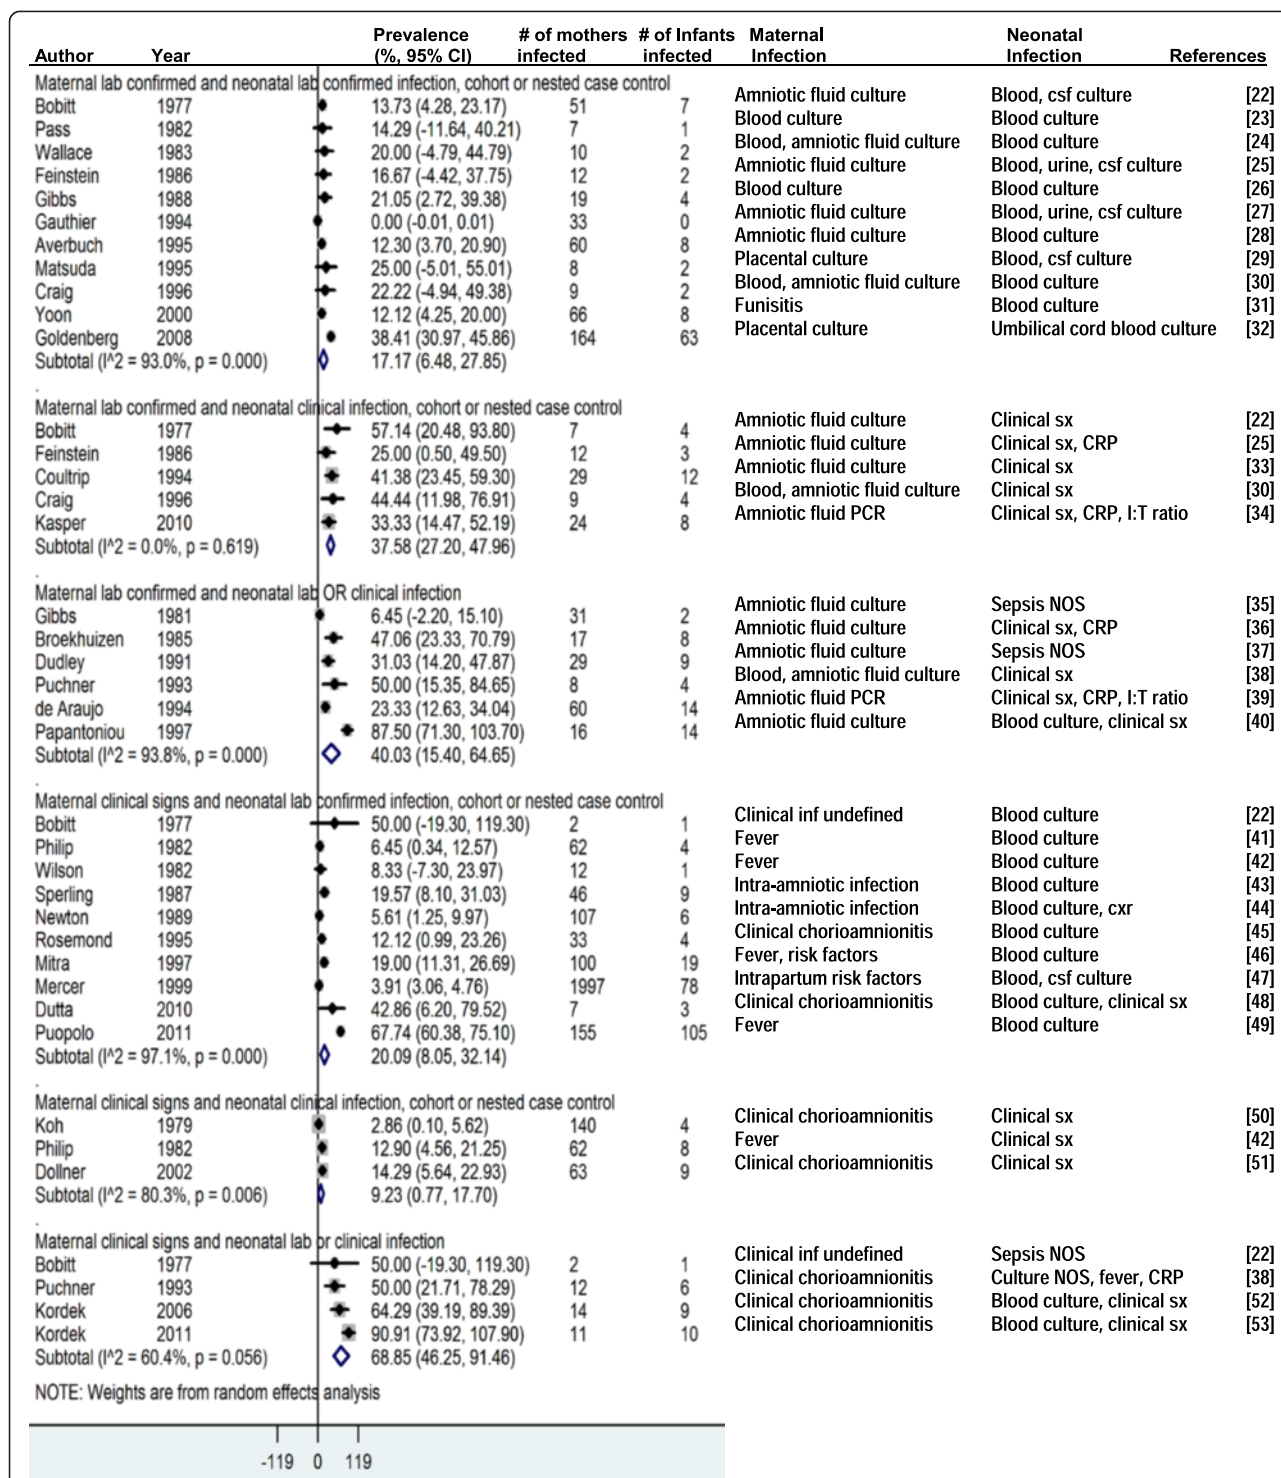 Author Year Prevalence (%, 95% CI) # of mothers infected # of Infants infected Maternal Infection Neonatal Infection References
Maternal lab confirmed and neonatal lab confirmed infection, cohort or nested case control
Bobitt 1977 13.73 (4.28, 23.17) 51 7 Amniotic fluid culture Blood, csf culture [22]
Pass 1982 14.29 (-11.64, 40.21) 7 1 Blood culture Blood culture [23]
Wallace 1983 20.00 (-4.79, 44.79) 10 2 Blood, amniotic fluid culture Blood culture [24]
Feinstein 1986 16.67 (-4.42, 37.75) 12 2 Amniotic fluid culture Blood, urine, csf culture [25]
Gibbs 1988 21.05 (2.72, 39.38) 19 4 Blood culture Blood culture [26]
Gauthier 1994 0.00 (-0.01, 0.01) 33 0 Amniotic fluid culture Blood, urine, csf culture [27]
Averbuch 1995 12.30 (3.70, 20.90) 60 8 Amniotic fluid culture Blood culture [28]
Matsuda 1995 25.00 (-5.01, 55.01) 8 2 Placental culture Blood, csf culture [29]
Craig 1996 22.22 (-4.94, 49.38) 9 2 Blood, amniotic fluid culture Blood culture [30]
Yoon 2000 12.12 (4.25, 20.00) 66 8 Funisitis Blood culture [31]
Goldenberg 2008 38.41 (30.97, 45.86) 164 63 Placental culture Umbilical cord blood culture [32]
Subtotal (I^2 = 93.0%, p = 0.000) 17.17 (6.48, 27.85)
.
Maternal lab confirmed and neonatal clinical infection, cohort or nested case control
Bobitt 1977 57.14 (20.48, 93.80) 7 4 Amniotic fluid culture Clinical sx [22]
Feinstein 1986 25.00 (0.50, 49.50) 12 3 Amniotic fluid culture Clinical sx, CRP [25]
Coultrip 1994 41.38 (23.45, 59.30) 29 12 Amniotic fluid culture Clinical sx [33]
Craig 1996 44.44 (11.98, 76.91) 9 4 Blood, amniotic fluid culture Clinical sx [30]
Kasper 2010 33.33 (14.47, 52.19) 24 8 Amniotic fluid PCR Clinical sx, CRP, I:T ratio [34]
Subtotal (I^2 = 0.0%, p = 0.619) 37.58 (27.20, 47.96)
.
Maternal lab confirmed and neonatal lab OR clinical infection
Gibbs 1981 6.45 (-2.20, 15.10) 31 2 Amniotic fluid culture Sepsis NOS [35]
Broekhuizen 1985 47.06 (23.33, 70.79) 17 8 Amniotic fluid culture Clinical sx, CRP [36]
Dudley 1991 31.03 (14.20, 47.87) 29 9 Amniotic fluid culture Sepsis NOS [37]
Puchner 1993 50.00 (15.35, 84.65) 8 4 Blood, amniotic fluid culture Clinical sx [38]
de Araujo 1994 23.33 (12.63, 34.04) 60 14 Amniotic fluid PCR Clinical sx, CRP, I:T ratio [39]
Papantoniou 1997 87.50 (71.30, 103.70) 16 14 Amniotic fluid culture Blood culture, clinical sx [40]
Subtotal (I^2 = 93.8%, p = 0.000) 40.03 (15.40, 64.65)
.
Maternal clinical signs and neonatal lab confirmed infection, cohort or nested case control
Bobitt 1977 50.00 (-19.30, 119.30) 2 1 Clinical inf undefined Blood culture [22]
Philip 1982 6.45 (0.34, 12.57) 62 4 Fever Blood culture [41]
Wilson 1982 8.33 (-7.30, 23.97) 12 1 Fever Blood culture [42]
Sperling 1987 19.57 (8.10, 31.03) 46 9 Intra-amniotic infection Blood culture [43]
Newton 1989 5.61 (1.25, 9.97) 107 6 Intra-amniotic infection Blood culture, cxr [44]
Rosemond 1995 12.12 (0.99, 23.26) 33 4 Clinical chorioamnionitis Blood culture [45]
Mitra 1997 19.00 (11.31, 26.69) 100 19 Fever, risk factors Blood culture [46]
Mercer 1999 3.91 (3.06, 4.76) 1997 78 Intrapartum risk factors Blood, csf culture [47]
Dutta 2010 42.86 (6.20, 79.52) 7 3 Clinical chorioamnionitis Blood culture, clinical sx [48]
Puopolo 2011 67.74 (60.38, 75.10) 155 105 Fever Blood culture [49]
Subtotal (I^2 = 97.1%, p = 0.000) 20.09 (8.05, 32.14)
.
Maternal clinical signs and neonatal clinical infection, cohort or nested case control
Koh 1979 2.86 (0.10, 5.62) 140 4 Clinical chorioamnionitis Clinical sx [50]
Philip 1982 12.90 (4.56, 21.25) 62 8 Fever Clinical sx [42]
Dollner 2002 14.29 (5.64, 22.93) 63 9 Clinical chorioamnionitis Clinical sx [51]
Subtotal (I^2 = 80.3%, p = 0.006) 9.23 (0.77, 17.70)
.
Maternal clinical signs and neonatal lab or clinical infection
Bobitt 1977 50.00 (-19.30, 119.30) 2 1 Clinical inf undefined Sepsis NOS [22]
Puchner 1993 50.00 (21.71, 78.29) 12 6 Clinical chorioamnionitis Culture NOS, fever, CRP [38]
Kordek 2006 64.29 (39.19, 89.39) 14 9 Clinical chorioamnionitis Blood culture, clinical sx [52]
Kordek 2011 90.91 (73.92, 107.90) 11 10 Clinical chorioamnionitis Blood culture, clinical sx [53]
Subtotal (I^2 = 60.4%, p = 0.056) 68.85 (46.25, 91.46)
NOTE: Weights are from random effects analysis
-119 0 119